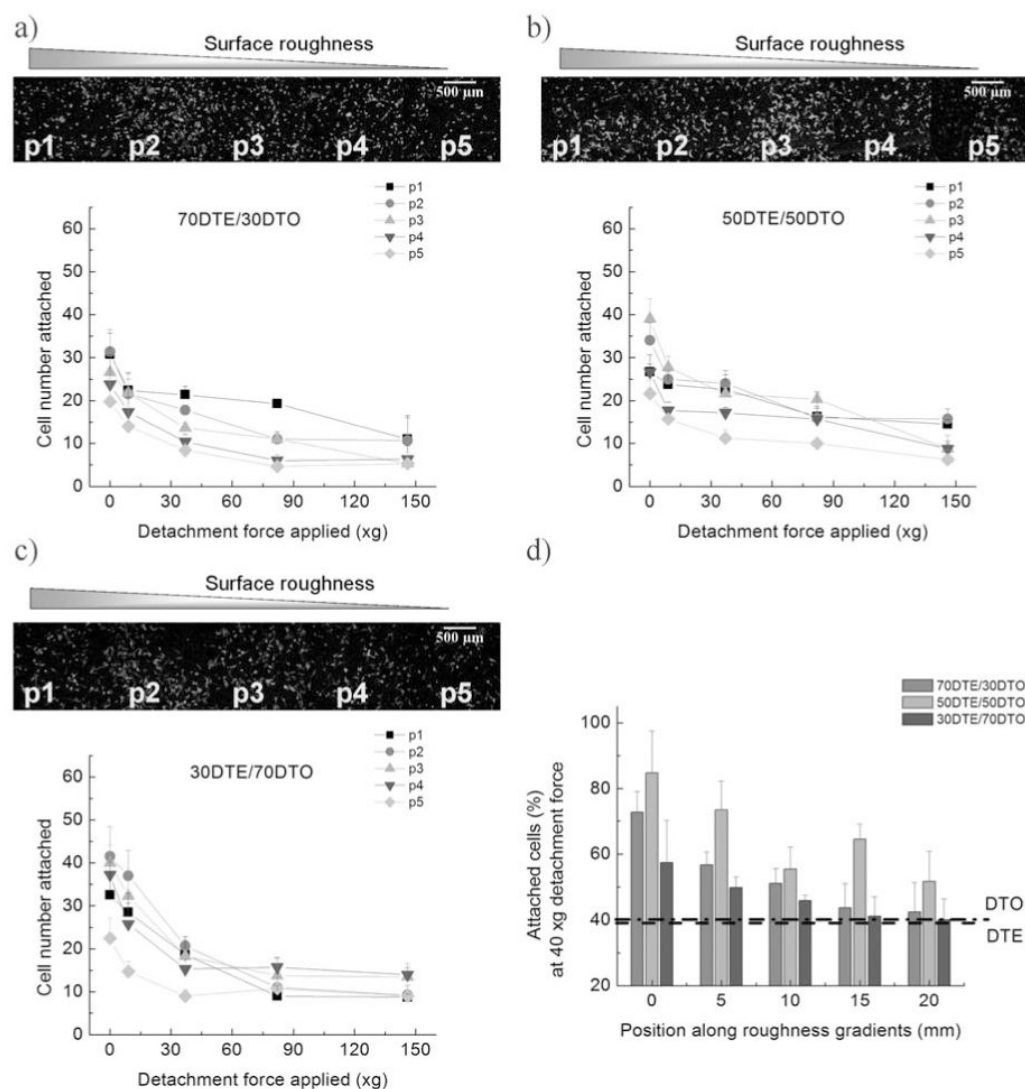 a)
Surface roughness
500 µm
p1 p2 p3 p4 p5
70DTE/30DTO
p1
p2
p3
p4
p5
Cell number attached
60
50
40
30
20
10
0
0 30 60 90 120 150
Detachment force applied (xg)
b)
Surface roughness
500 µm
p1 p2 p3 p4 p5
50DTE/50DTO
p1
p2
p3
p4
p5
Cell number attached
60
50
40
30
20
10
0
0 30 60 90 120 150
Detachment force applied (xg)
c)
Surface roughness
500 µm
p1 p2 p3 p4 p5
30DTE/70DTO
p1
p2
p3
p4
p5
Cell number attached
60
50
40
30
20
10
0
0 30 60 90 120 150
Detachment force applied (xg)
d)
70DTE/30DTO
50DTE/50DTO
30DTE/70DTO
Attached cells (%)
at 40 xg detachment force
100
80
60
40
20
DTO
DTE
0 5 10 15 20
Position along roughness gradients (mm)